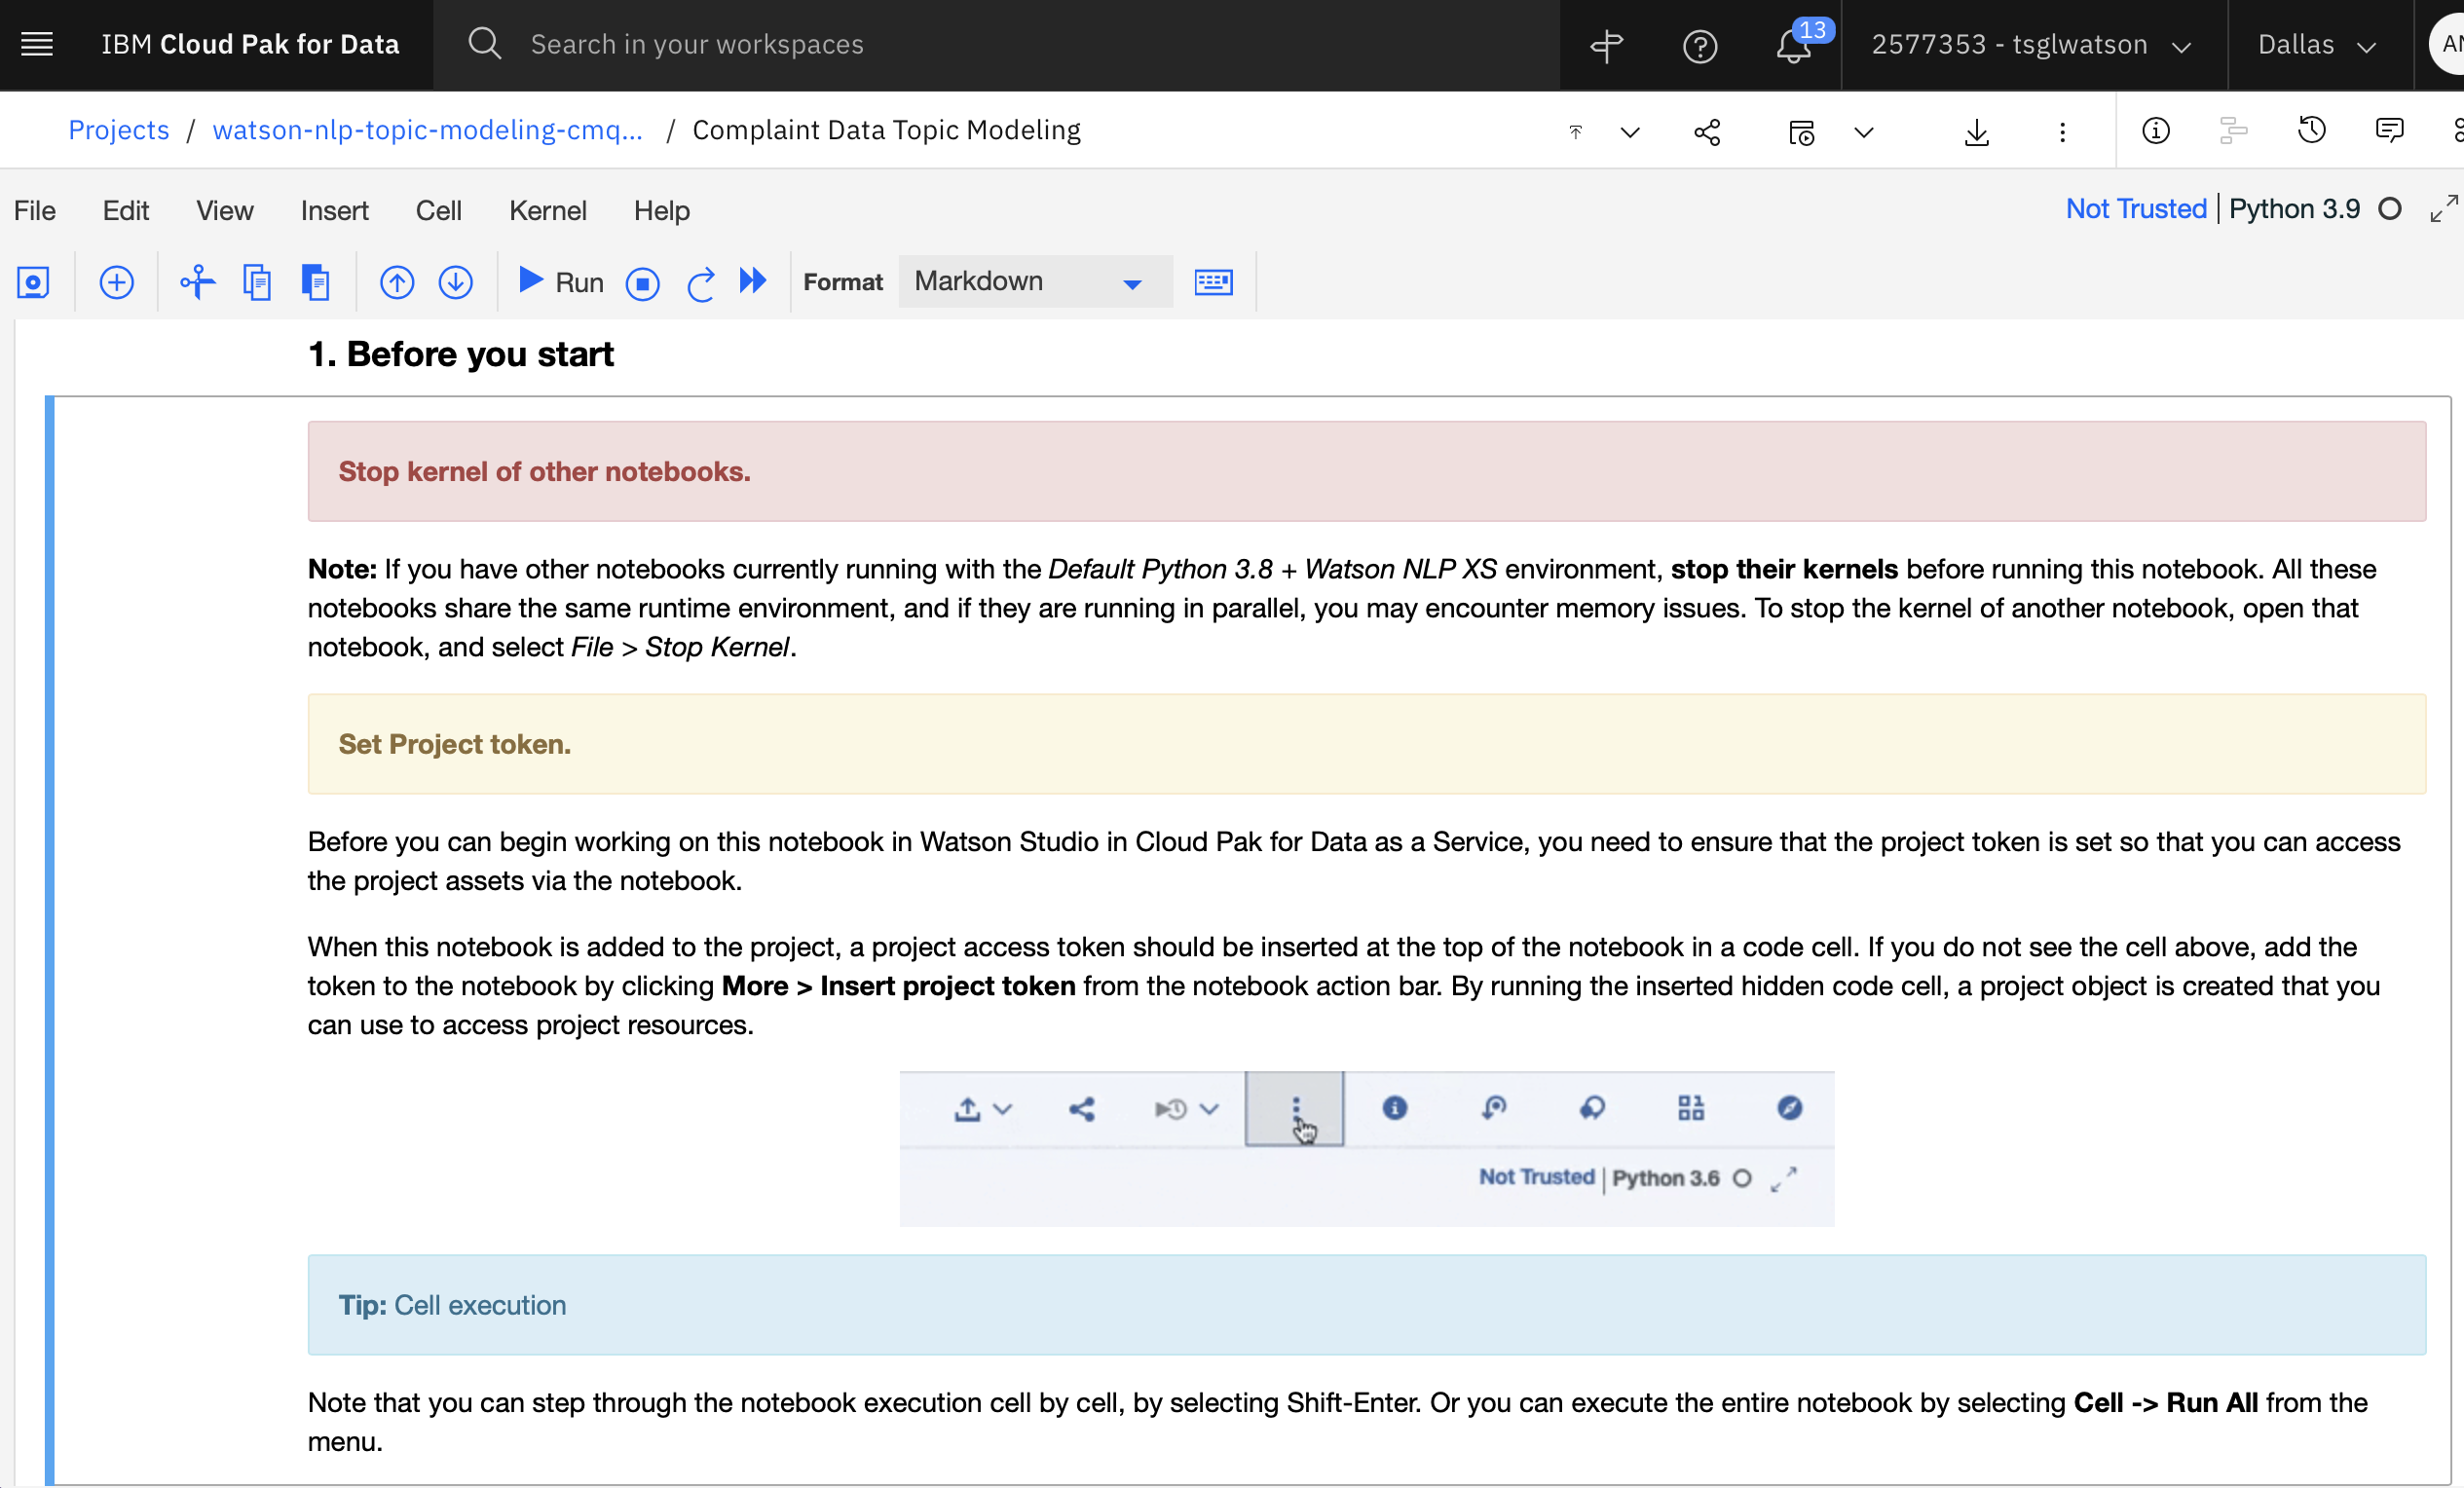 IBM Cloud Pak for Data
Search in your workspaces
13
2577353 - tsglwatson
Dallas
Projects / watson-nlp-topic-modeling-cmq... / Complaint Data Topic Modeling
File Edit View Insert Cell Kernel Help
Not Trusted | Python 3.9
Run
Format
Markdown
1. Before you start
Stop kernel of other notebooks.
Note: If you have other notebooks currently running with the Default Python 3.8 + Watson NLP XS environment, stop their kernels before running this notebook. All these
notebooks share the same runtime environment, and if they are running in parallel, you may encounter memory issues. To stop the kernel of another notebook, open that
notebook, and select File > Stop Kernel.
Set Project token.
Before you can begin working on this notebook in Watson Studio in Cloud Pak for Data as a Service, you need to ensure that the project token is set so that you can access
the project assets via the notebook.
When this notebook is added to the project, a project access token should be inserted at the top of the notebook in a code cell. If you do not see the cell above, add the
token to the notebook by clicking More > Insert project token from the notebook action bar. By running the inserted hidden code cell, a project object is created that you
can use to access project resources.
Not Trusted | Python 3.6
Tip: Cell execution
Note that you can step through the notebook execution cell by cell, by selecting Shift-Enter. Or you can execute the entire notebook by selecting Cell -> Run All from the
menu.